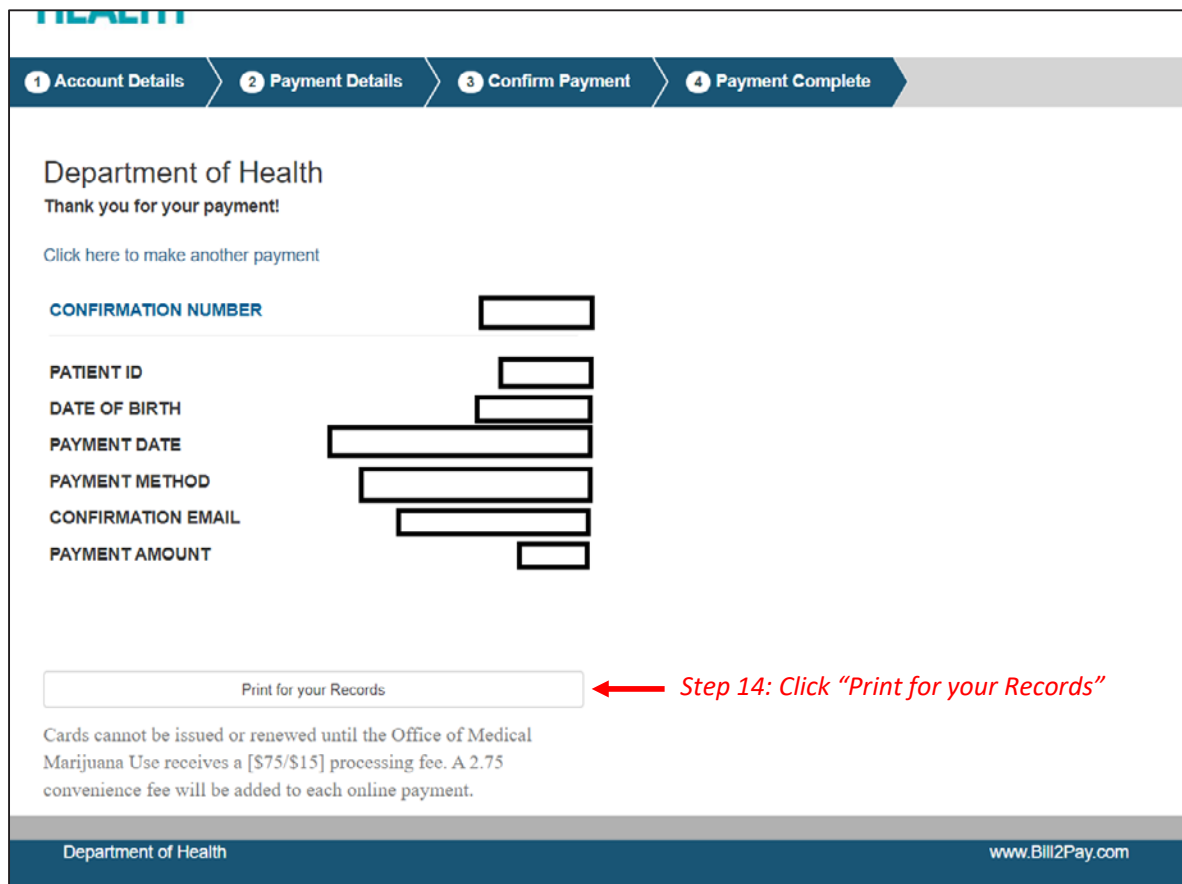 HEALTH
1 Account Details 2 Payment Details 3 Confirm Payment 4 Payment Complete
Department of Health
Thank you for your payment!
Click here to make another payment
CONFIRMATION NUMBER
PATIENT ID
DATE OF BIRTH
PAYMENT DATE
PAYMENT METHOD
CONFIRMATION EMAIL
PAYMENT AMOUNT
Print for your Records Step 14: Click “Print for your Records”
Cards cannot be issued or renewed until the Office of Medical
Marijuana Use receives a [$75/$15] processing fee. A 2.75
convenience fee will be added to each online payment.
Department of Health www.Bill2Pay.com